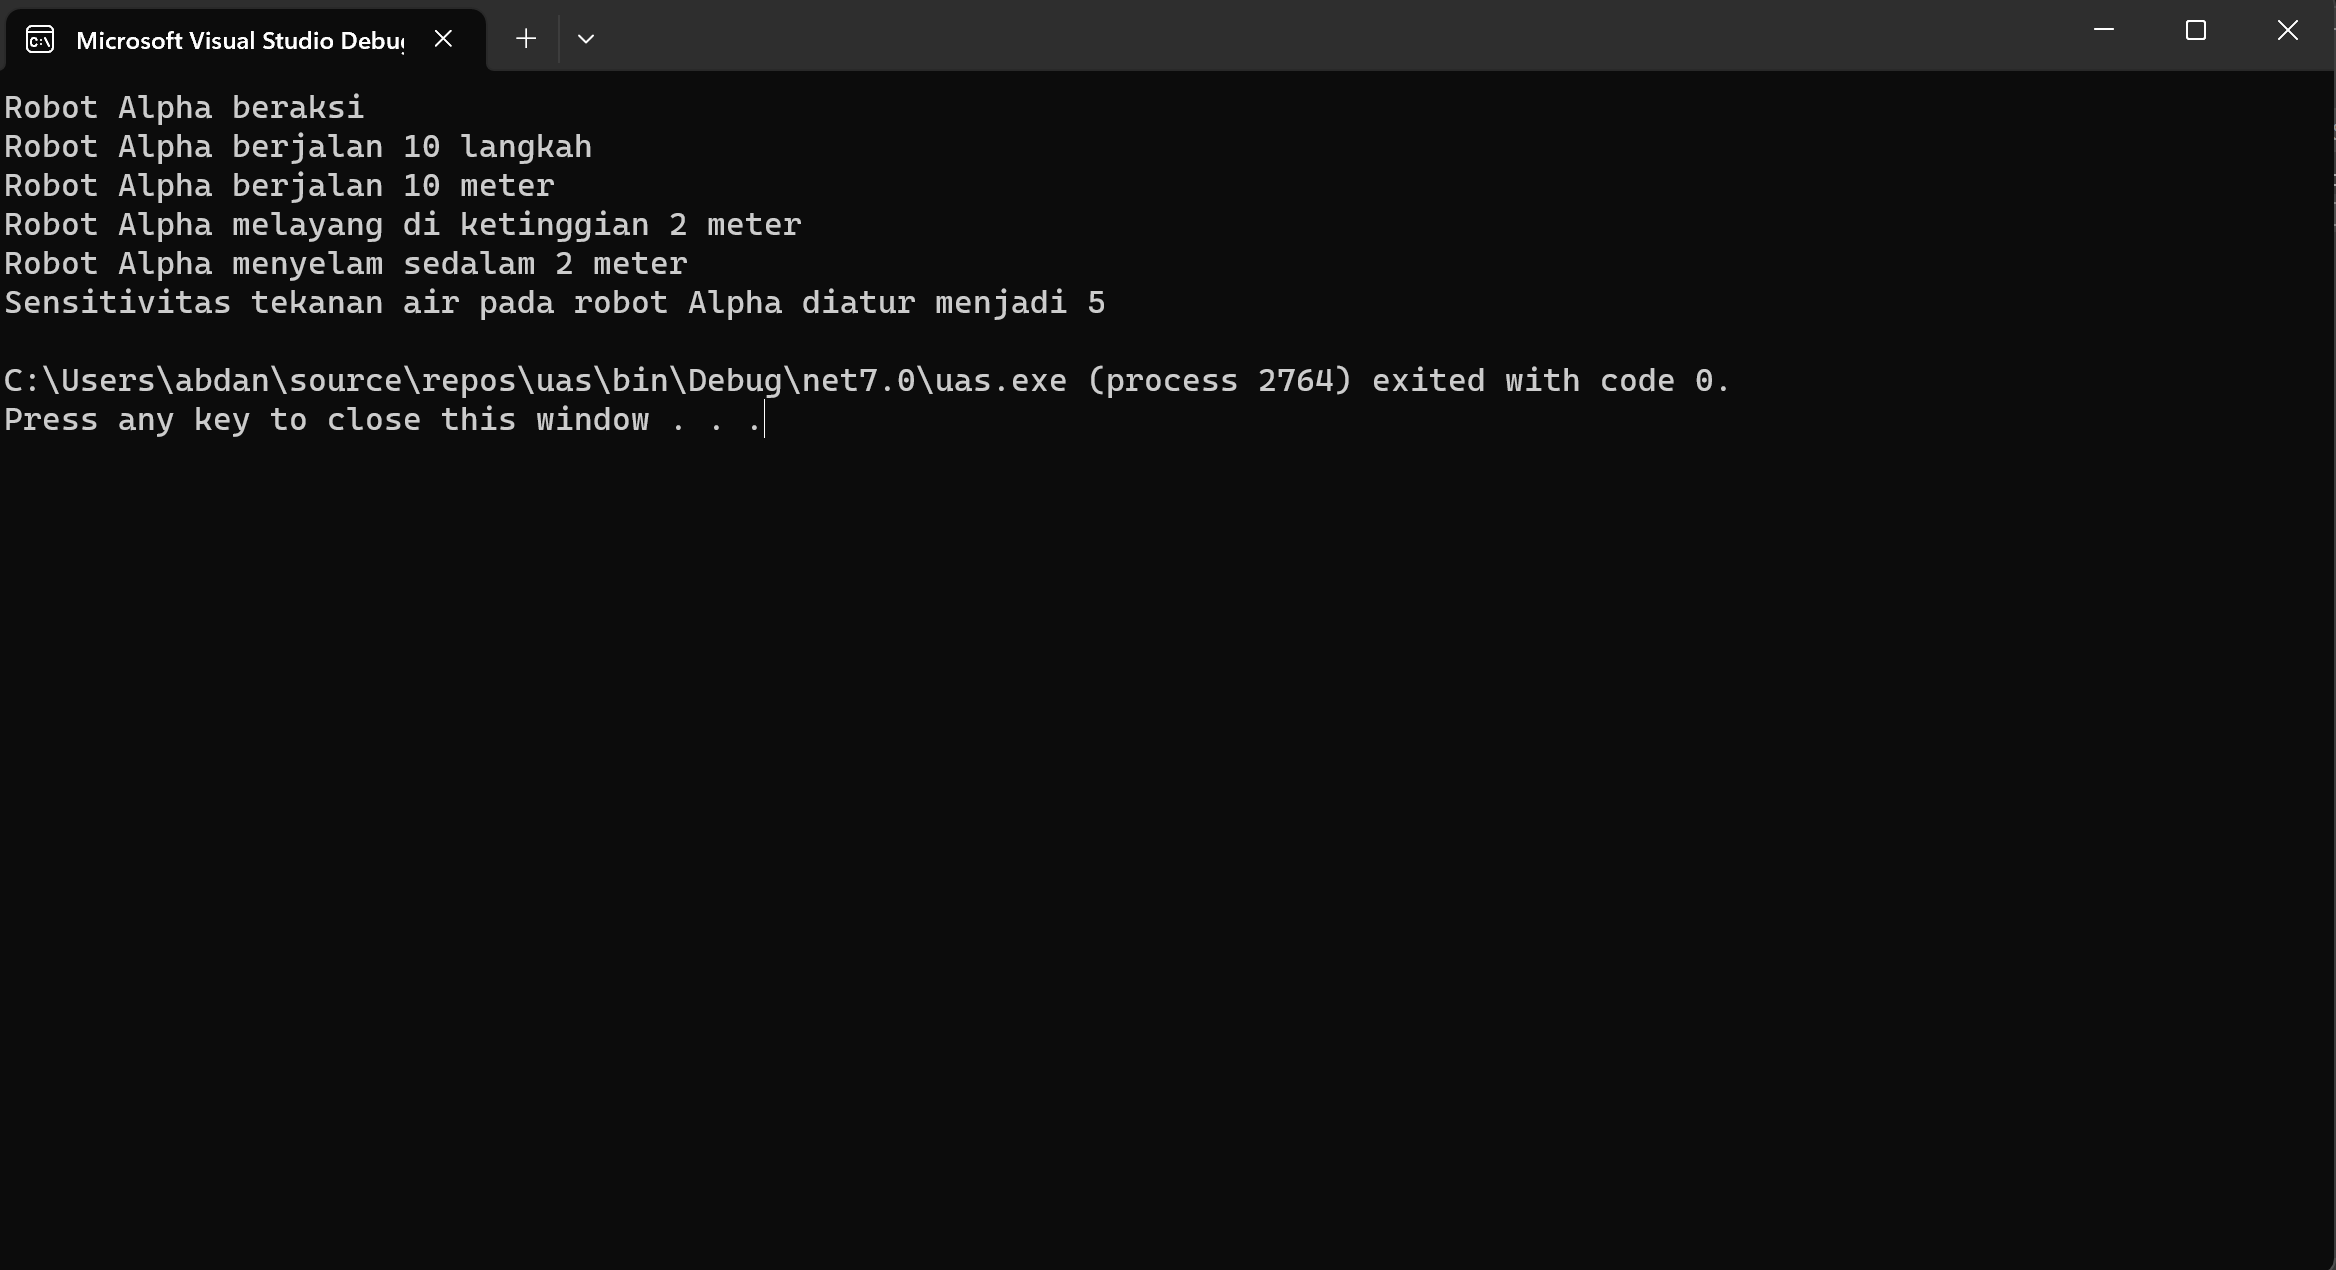 Microsoft Visual Studio Debug
Robot Alpha beraksi
Robot Alpha berjalan 10 langkah
Robot Alpha berjalan 10 meter
Robot Alpha melayang di ketinggian 2 meter
Robot Alpha menyelam sedalam 2 meter
Sensitivitas tekanan air pada robot Alpha diatur menjadi 5
C:\Users\abdan\source\repos\uas\bin\Debug\net7.0\uas.exe (process 2764) exited with code 0.
Press any key to close this window . . .